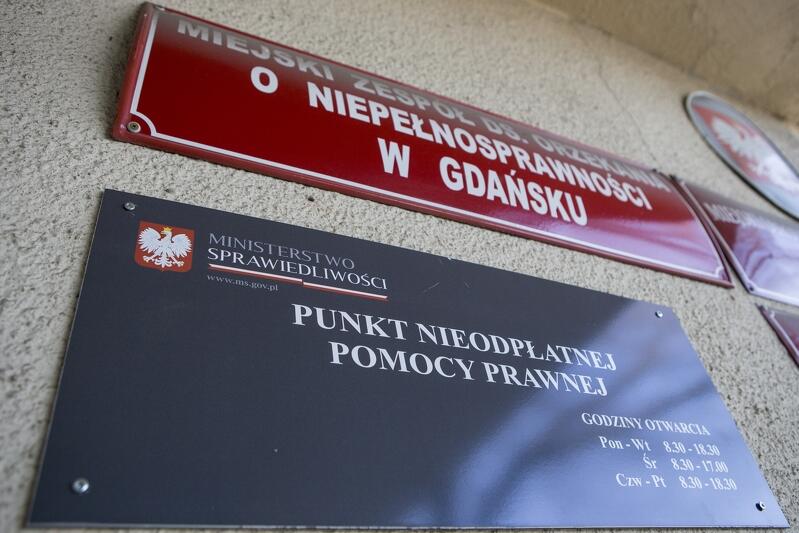 MIEJSKI ZESPÓŁ DS. ORZEKANIA
O NIEPEŁNOSPRAWNOŚCI
W GDAŃSKU
MINISTERSTWO
SPRAWIEDLIWOŚCI
www.ms.gov.pl
PUNKT NIEODPŁATNEJ
POMOCY PRAWNEJ
GODZINY OTWARCIA
Pon - Wt 8.30 - 18.30
Śr 8.30 - 17.00
Czw - Pt 8.30 - 18.30